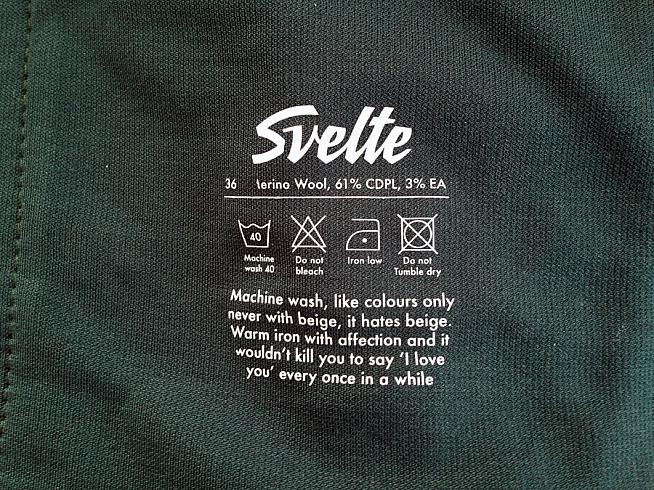 Svelte
36 erino Wool, 61% CDPL, 3% EA
40
Machine
wash 40
Do not
bleach
Iron low
Do not
Tumble dry
Machine wash, like colours only
never with beige, it hates beige.
Warm iron with affection and it
wouldn't kill you to say 'I love
you' every once in a while